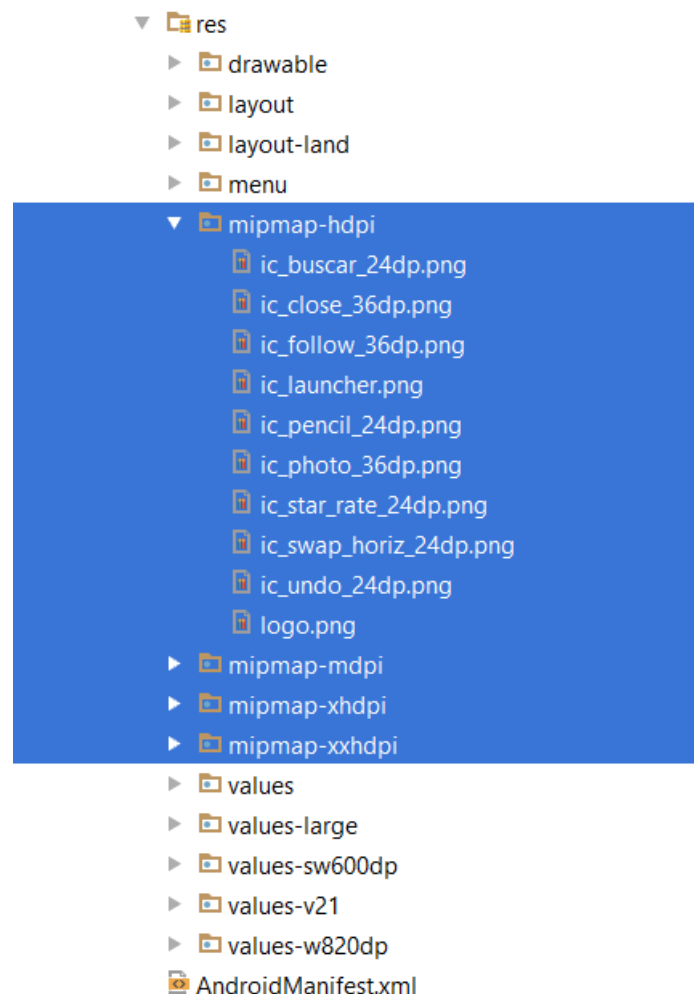 res
drawable
layout
layout-land
menu
mipmap-hdpi
ic_buscar_24dp.png
ic_close_36dp.png
ic_follow_36dp.png
ic_launcher.png
ic_pencil_24dp.png
ic_photo_36dp.png
ic_star_rate_24dp.png
ic_swap_horiz_24dp.png
ic_undo_24dp.png
logo.png
mipmap-mdpi
mipmap-xhdpi
mipmap-xxhdpi
values
values-large
values-sw600dp
values-v21
values-w820dp
AndroidManifest.xml